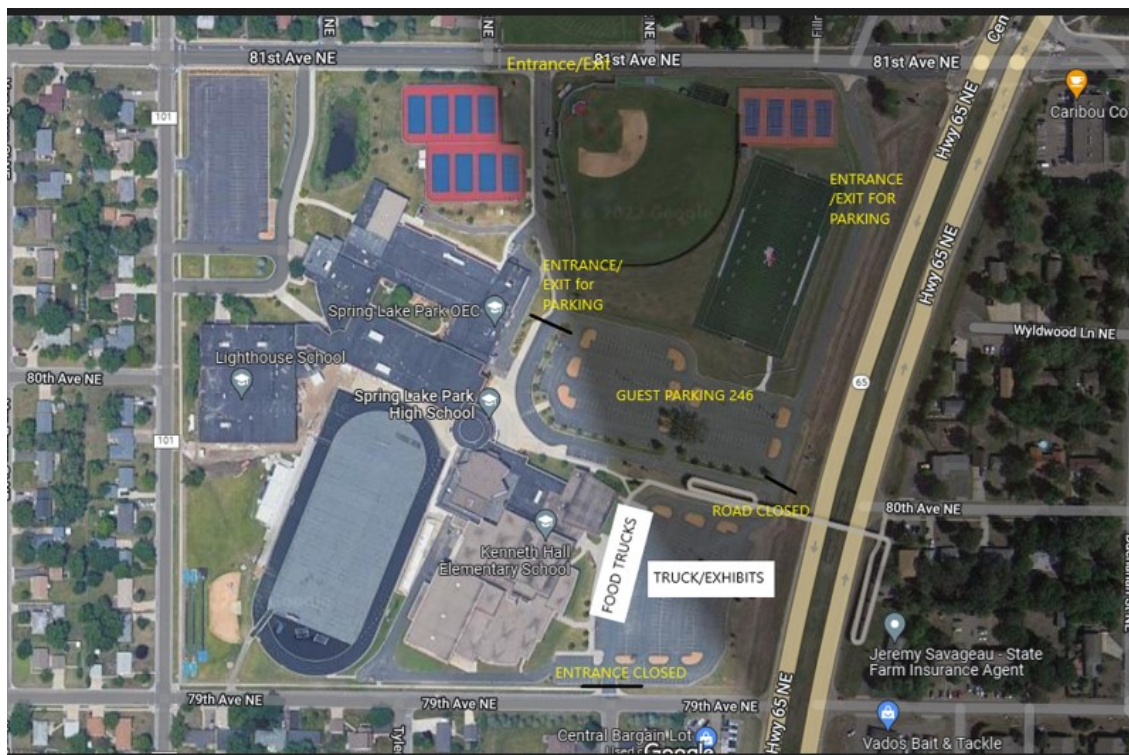 NE
NE
Fillr
Cen
81st Ave NE
Entrance/Exit
81st Ave NE
81st Ave NE
Caribou Co
101
Hwy 65 NE
ENTRANCE
/EXIT FOR
PARKING
Hwy 65 NE
ENTRANCE/
EXIT for
PARKING
Spring Lake Park OEC
Wyldwood Ln NE
Lighthouse School
80th Ave NE
65
Spring Lake Park
High School
GUEST PARKING 246
101
ROAD CLOSED
80th Ave NE
FOOD TRUCKS
Kenneth Hall
Elementary School
TRUCK/EXHIBITS
Jeremy Savageau - State
Farm Insurance Agent
ENTRANCE CLOSED
79th Ave NE
79th Ave NE
79th Ave NE
Hwy 65 NE
Central Bargain Lot
Google
Vados Bait & Tackle